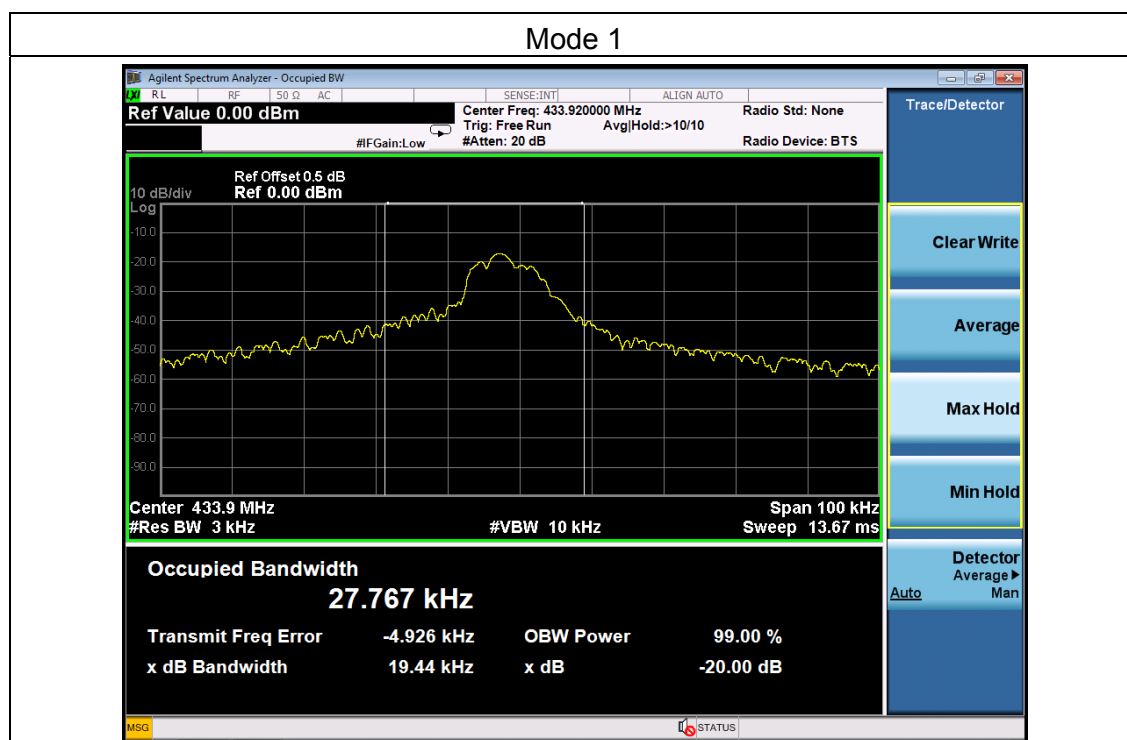 Mode 1
Agilent Spectrum Analyzer - Occupied BW
LXI RL RF 50 Ω AC SENSE:INT ALIGN AUTO
Ref Value 0.00 dBm
Center Freq: 433.920000 MHz
Radio Std: None
Trig: Free Run Avg|Hold:>10/10
#IFGain:Low #Atten: 20 dB Radio Device: BTS
Trace/Detector
Ref Offset 0.5 dB
10 dB/div Ref 0.00 dBm
Log
-10.0
-20.0
-30.0
-40.0
-50.0
-60.0
-70.0
-80.0
-90.0
Center 433.9 MHz Span 100 kHz
#Res BW 3 kHz #VBW 10 kHz Sweep 13.67 ms
Clear Write
Average
Max Hold
Min Hold
Detector
Average
Auto Man
Occupied Bandwidth
27.767 kHz
Transmit Freq Error -4.926 kHz OBW Power 99.00 %
x dB Bandwidth 19.44 kHz x dB -20.00 dB
MSG STATUS